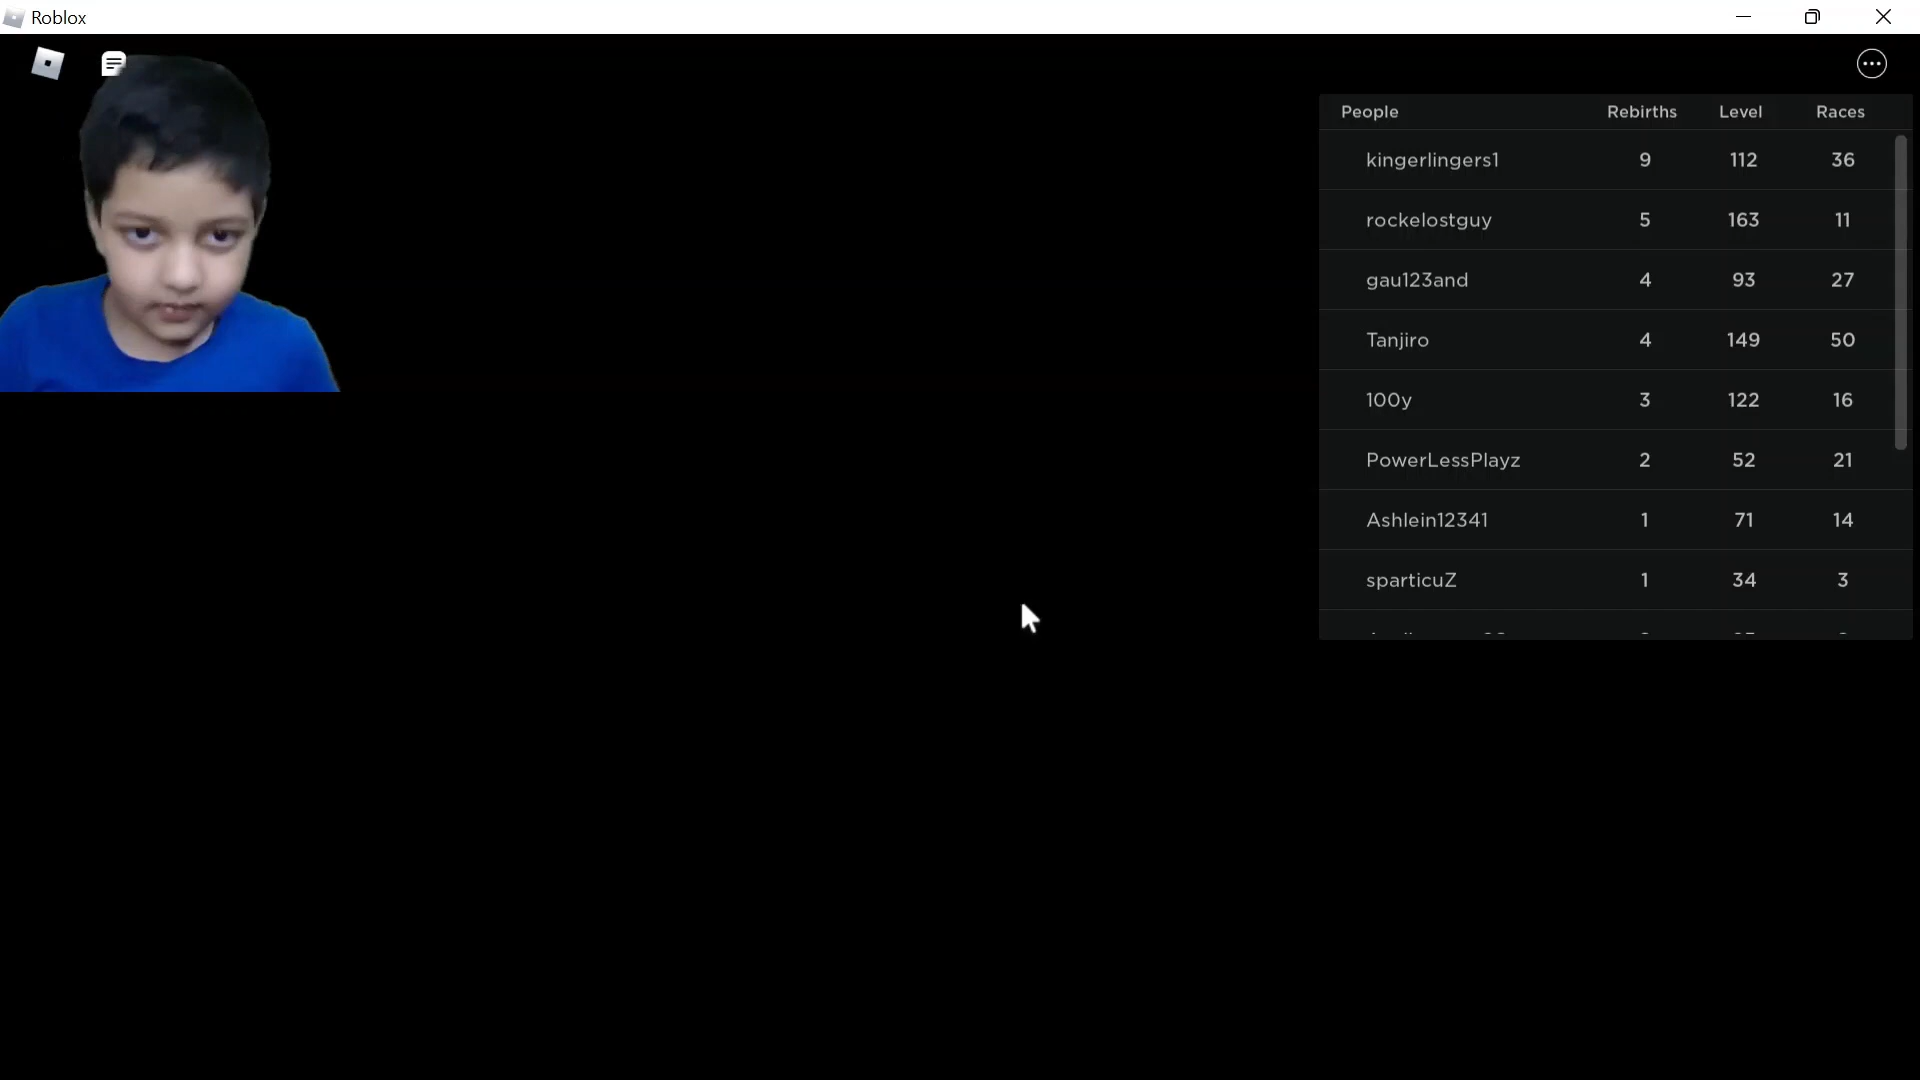 Roblox
People Rebirths Level Races
kingerlingers1 9 112 36
rockelostguy 5 163 11
gau123and 4 93 27
Tanjiro 4 149 50
100y 3 122 16
PowerLessPlayz 2 52 21
Ashlein12341 1 71 14
sparticuZ 1 34 3